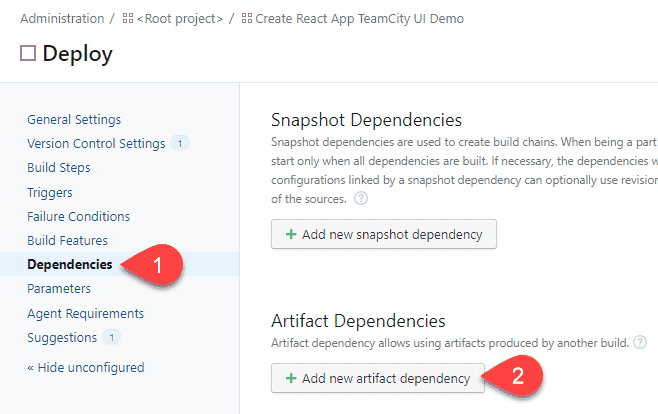 Administration / <Root project> / Create React App TeamCity UI Demo
Deploy
General Settings
Version Control Settings 1
Build Steps
Triggers
Failure Conditions
Build Features
Dependencies
1
Parameters
Agent Requirements
Suggestions 1
« Hide unconfigured
Snapshot Dependencies
Snapshot dependencies are used to create build chains. When being a part
start only when all dependencies are built. If necessary, the dependencies w
configurations linked by a snapshot dependency can optionally use revision
of the sources. ?
+ Add new snapshot dependency
Artifact Dependencies
Artifact dependency allows using artifacts produced by another build. ?
+ Add new artifact dependency
2